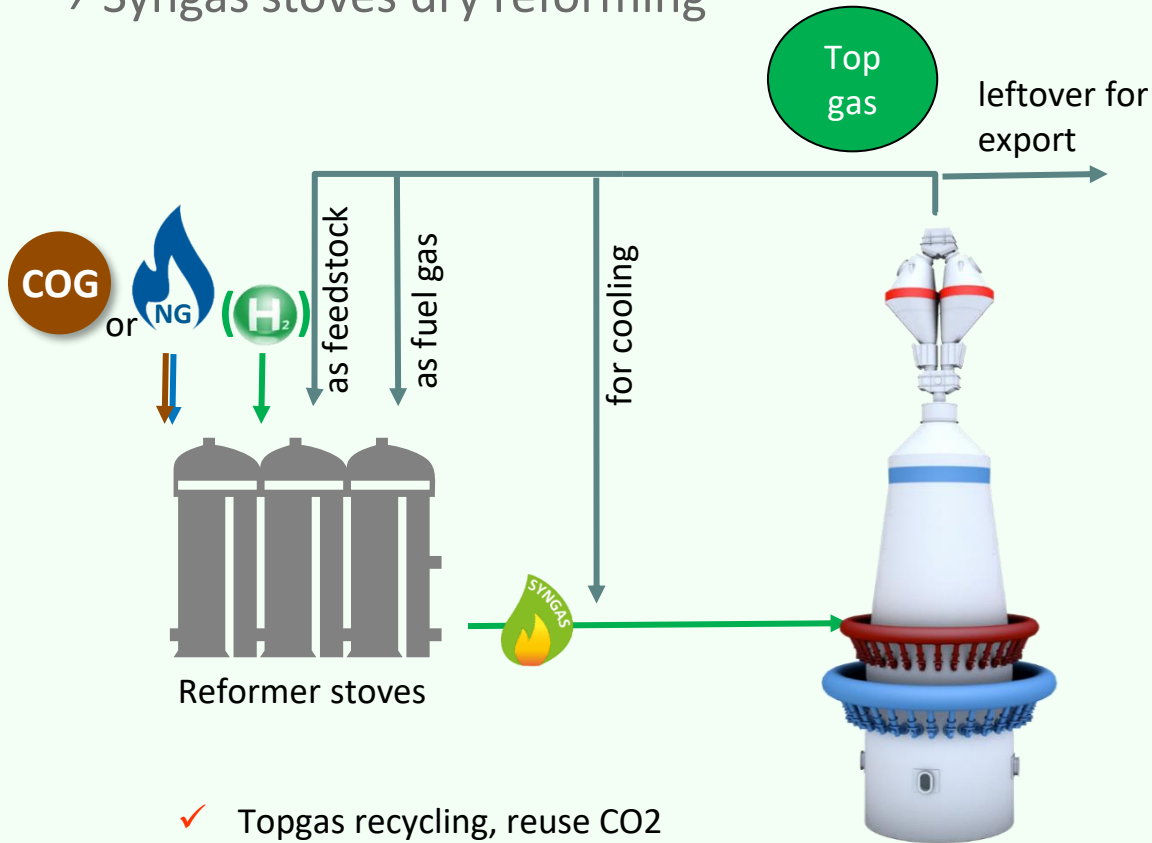 Syngas stoves dry reforming
Top
gas
leftover for
export
COG
or
NG
(H2)
as feedstock
as fuel gas
for cooling
SYNGAS
Reformer stoves
✓ Topgas recycling, reuse CO2